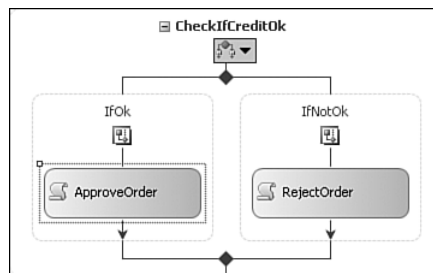 CheckIfCreditOk
IfOk
IfNotOk
ApproveOrder
RejectOrder